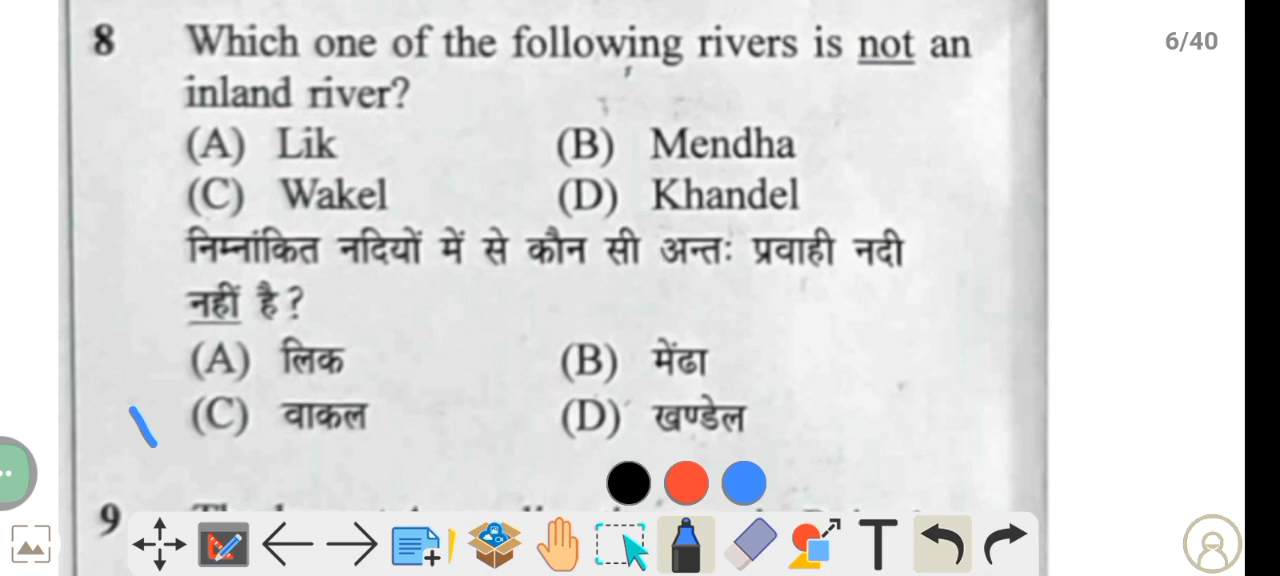 8 Which one of the following rivers is not an
6/40
inland river?
(A) Lik (B) Mendha
(C) Wakel (D) Khandel
निम्नांकित नदियों में से कौन सी अन्तः प्रवाही नदी
नहीं है ?
(A) लिक (B) मेंढा
(C) वाकल (D) खण्डेल
9
T